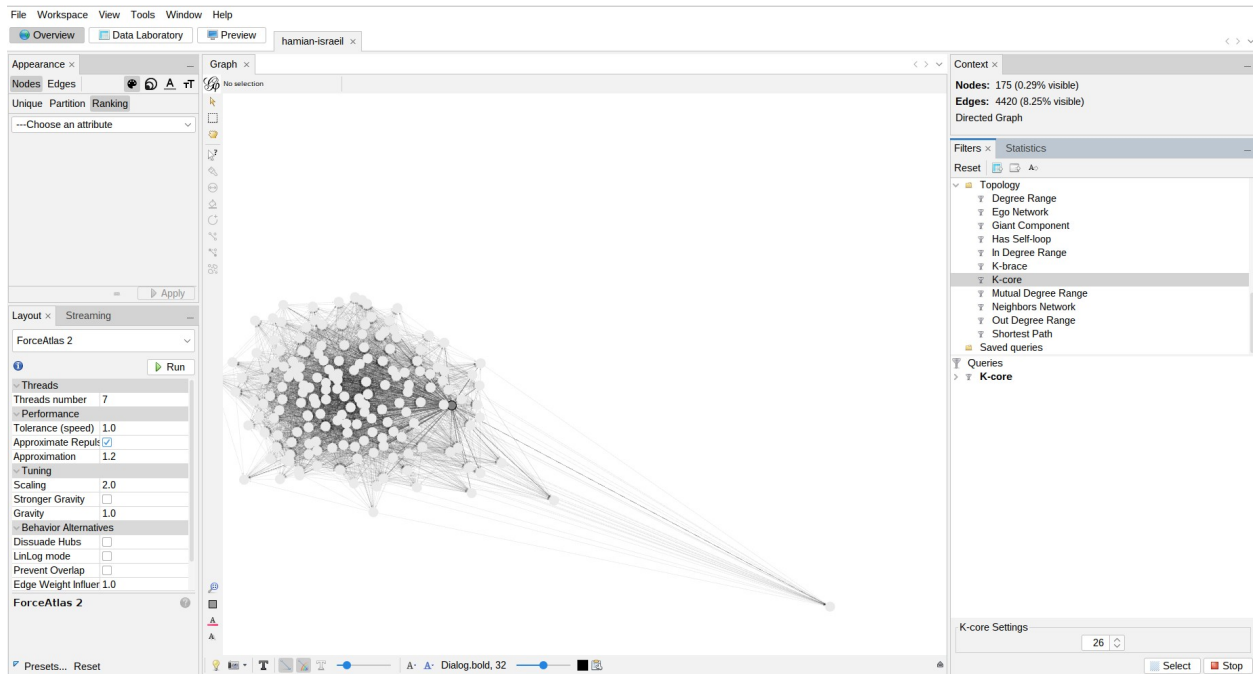 File Workspace View Tools Window Help
Overview Data Laboratory Preview hamian-israeil ×
Appearance ×
Nodes Edges
Unique Partition Ranking
---Choose an attribute
Apply
Layout × Streaming
ForceAtlas 2
Run
Threads
Threads number 7
Performance
Tolerance (speed) 1.0
Approximate Repuls
Approximation 1.2
Tuning
Scaling 2.0
Stronger Gravity
Gravity 1.0
Behavior Alternatives
Dissuade Hubs
LinLog mode
Prevent Overlap
Edge Weight Influer 1.0
ForceAtlas 2
Presets... Reset
Graph ×
No selection
Dialog.bold, 32
Context ×
Nodes: 175 (0.29% visible)
Edges: 4420 (8.25% visible)
Directed Graph
Filters × Statistics
Reset
Topology
Degree Range
Ego Network
Giant Component
Has Self-loop
In Degree Range
K-brace
K-core
Mutual Degree Range
Neighbors Network
Out Degree Range
Shortest Path
Saved queries
Queries
K-core
K-core Settings
26
Select Stop